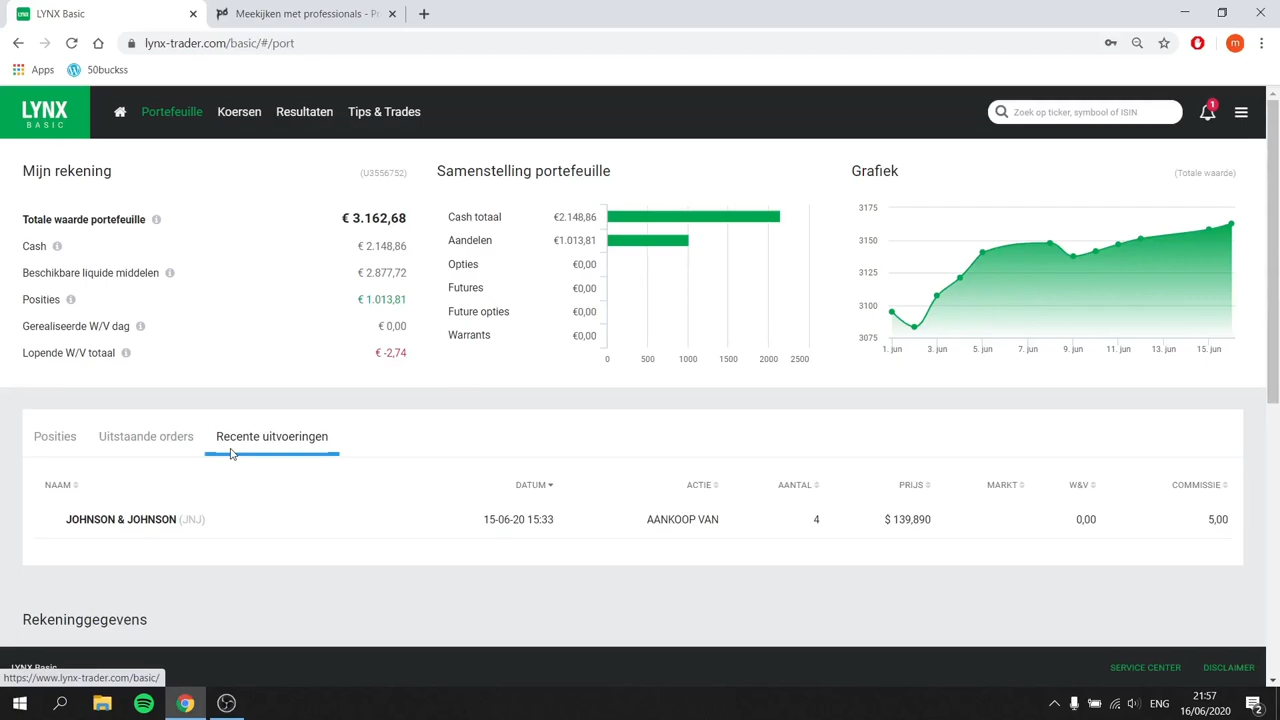 LYNX Basic
Meekijken met professionals - P
lynx-trader.com/basic/#/port
m
Apps
50buckss
LYNX
BASIC
Portefeuille
Koersen
Resultaten
Tips & Trades
Zoek op ticker, symbool of ISIN
1
Mijn rekening
(U3556752)
Totale waarde portefeuille
€ 3.162,68
Cash
€ 2.148,86
Beschikbare liquide middelen
€ 2.877,72
Posities
€ 1.013,81
Gerealiseerde W/V dag
€ 0,00
Lopende W/V totaal
€ -2,74
Samenstelling portefeuille
Cash totaal
€2.148,86
Aandelen
€1.013,81
Opties
€0,00
Futures
€0,00
Future opties
€0,00
Warrants
€0,00
0
500
1000
1500
2000
2500
Grafiek
(Totale waarde)
3175
3150
3125
3100
3075
1. jun
3. jun
5. jun
7. jun
9. jun
11. jun
13. jun
15. jun
Posities
Uitstaande orders
Recente uitvoeringen
NAAM
DATUM
ACTIE
AANTAL
PRIJS
MARKT
W&V
COMMISSIE
JOHNSON & JOHNSON (JNJ)
15-06-20 15:33
AANKOOP VAN
4
$ 139,890
0,00
5,00
Rekeninggegevens
LYNX Basic
SERVICE CENTER
DISCLAIMER
https://www.lynx-trader.com/basic/
ENG
21:57
16/06/2020
2